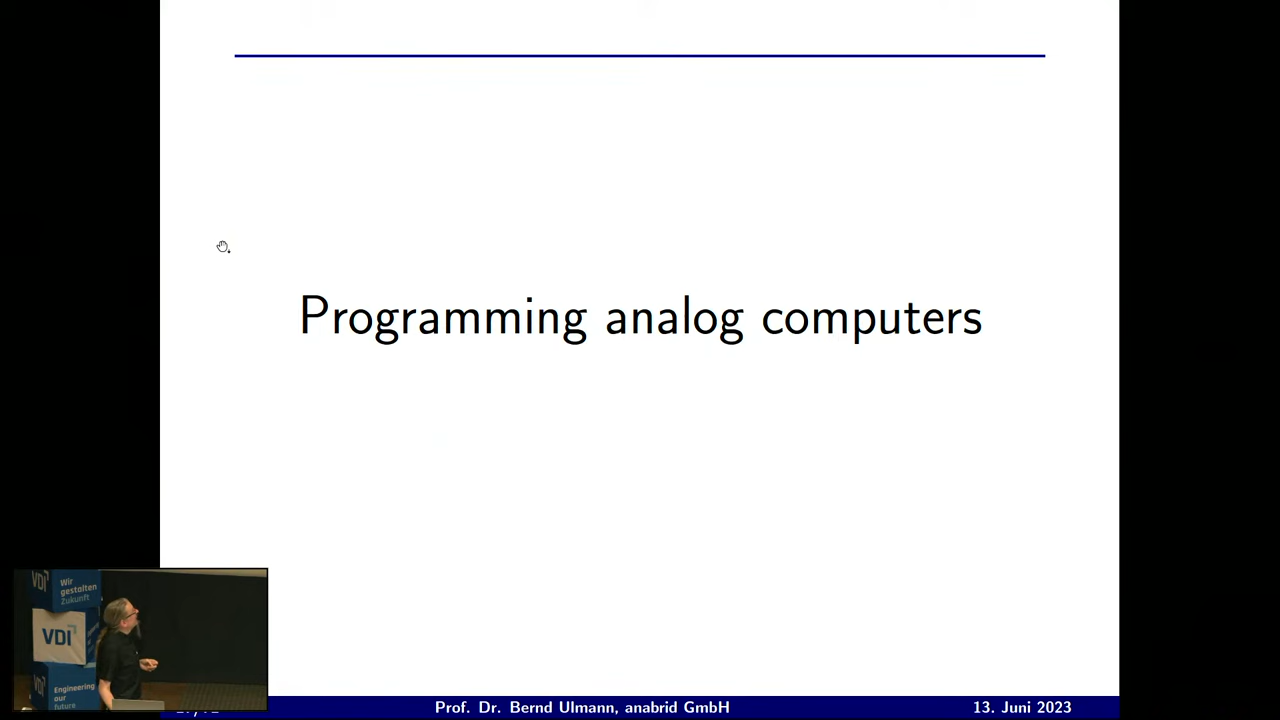 Programming analog computers
VDI
Wir
gestalten
Zukunft
VDI
VDI
Engineering
our
future
Prof. Dr. Bernd Ulmann, anabrid GmbH
13. Juni 2023